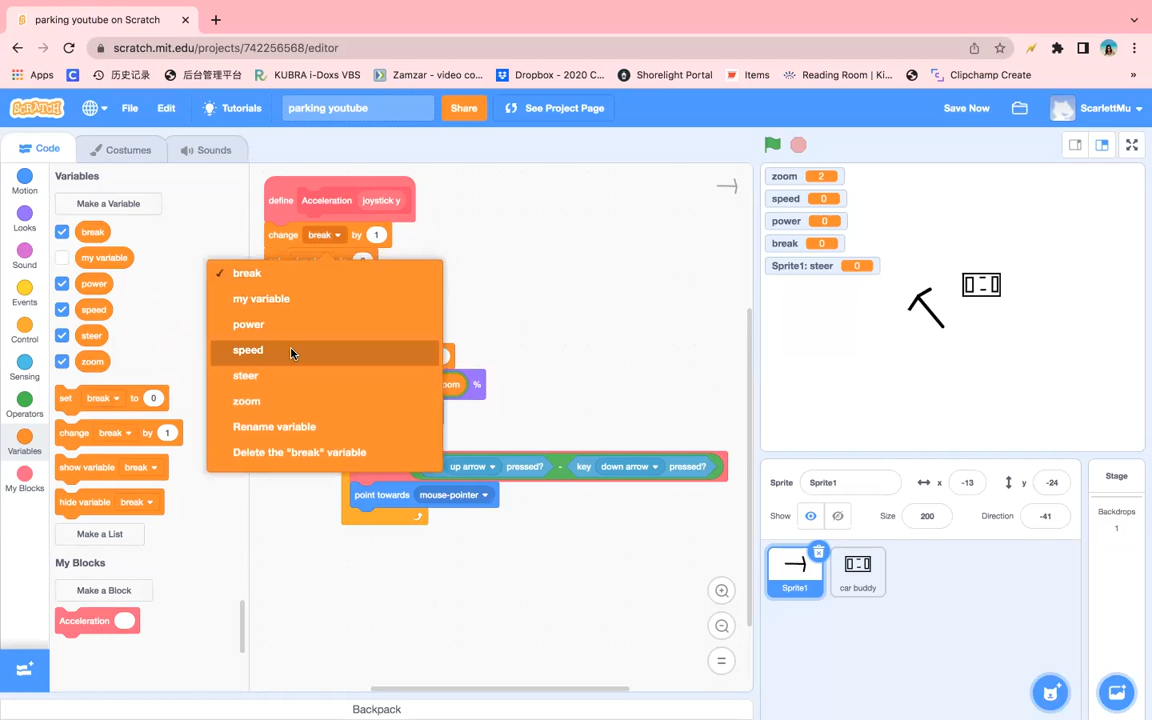 parking youtube on Scratch
scratch.mit.edu/projects/742256568/editor
Apps
历史记录
后台管理平台
KUBRA i-Doxs VBS
Zamzar - video co...
Dropbox - 2020 C...
Shorelight Portal
Items
Reading Room | Ki...
Clipchamp Create
»
SCRATCH
File
Edit
Tutorials
parking youtube
Share
See Project Page
Save Now
ScarlettMu
Code
Costumes
Sounds
Motion
Looks
Sound
Events
Control
Sensing
Operators
Variables
My Blocks
Variables
Make a Variable
break
my variable
power
speed
steer
zoom
set break to 0
change break by 1
show variable break
hide variable break
Make a List
My Blocks
Make a Block
Acceleration
define Acceleration joystick y
change break by 1
break
my variable
power
speed
steer
zoom
Rename variable
Delete the "break" variable
%
up arrow pressed? - key down arrow pressed?
point towards mouse-pointer
Backpack
zoom 2
speed 0
power 0
break 0
Sprite1: steer 0
Sprite Sprite1 x -13 y -24
Show Size 200 Direction -41
Sprite1
car buddy
Stage
Backdrops
1